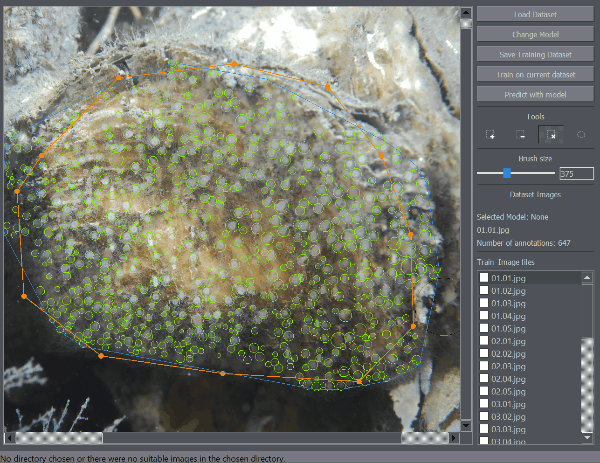 Load Dataset
Change Model
Save Training Dataset
Train on current dataset
Predict with model
Tools
Brush size
375
Dataset Images
Selected Model: None
01.01.jpg
Number of annotations: 647
Train Image files
01.01.jpg
01.02.jpg
01.03.jpg
01.04.jpg
01.05.jpg
02.01.jpg
02.02.jpg
02.03.jpg
02.04.jpg
02.05.jpg
03.01.jpg
03.02.jpg
03.03.jpg
03.04.jpg
No directory chosen or there were no suitable images in the chosen directory.